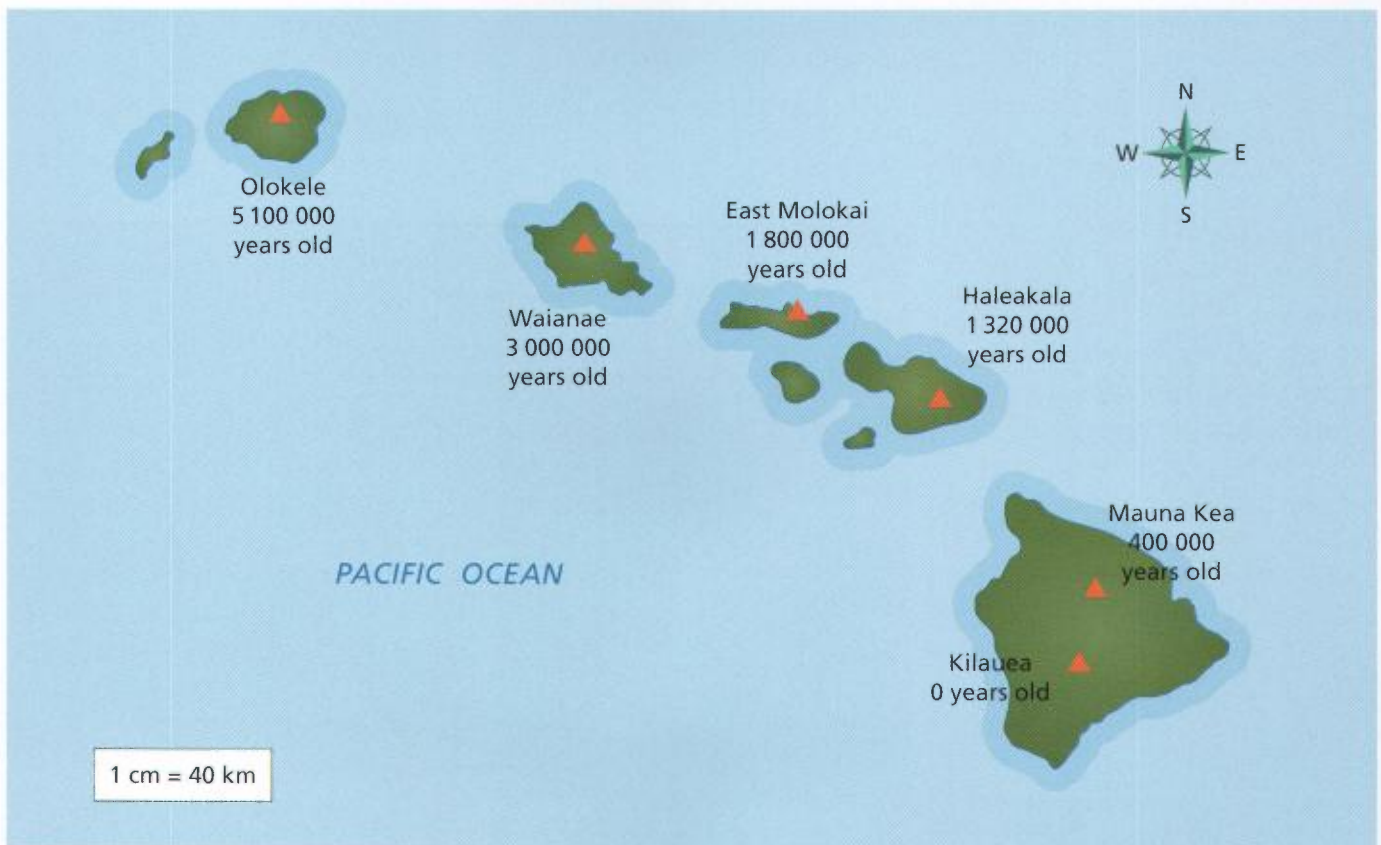 Olokele
5 100 000
years old
Waianae
3 000 000
years old
East Molokai
1 800 000
years old
Haleakala
1 320 000
years old
N
W
E
S
Mauna Kea
400 000
years old
Kilauea
0 years old
PACIFIC OCEAN
1 cm = 40 km